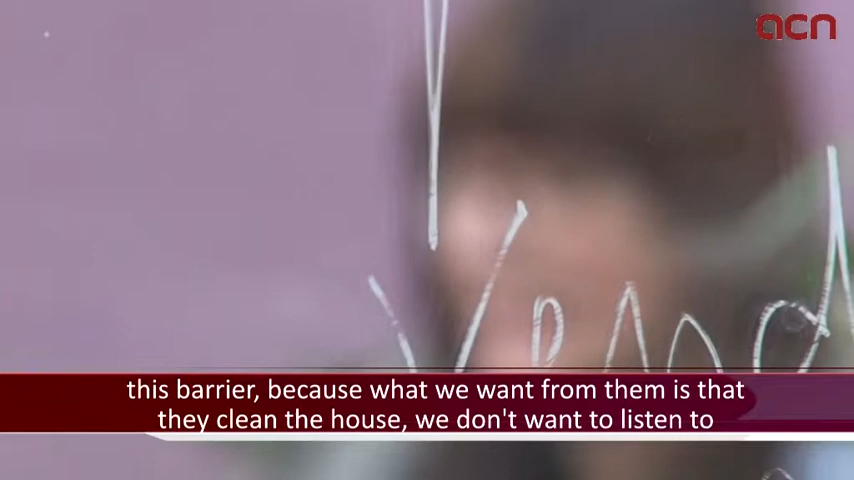 acn
this barrier, because what we want from them is that
they clean the house, we don't want to listen to